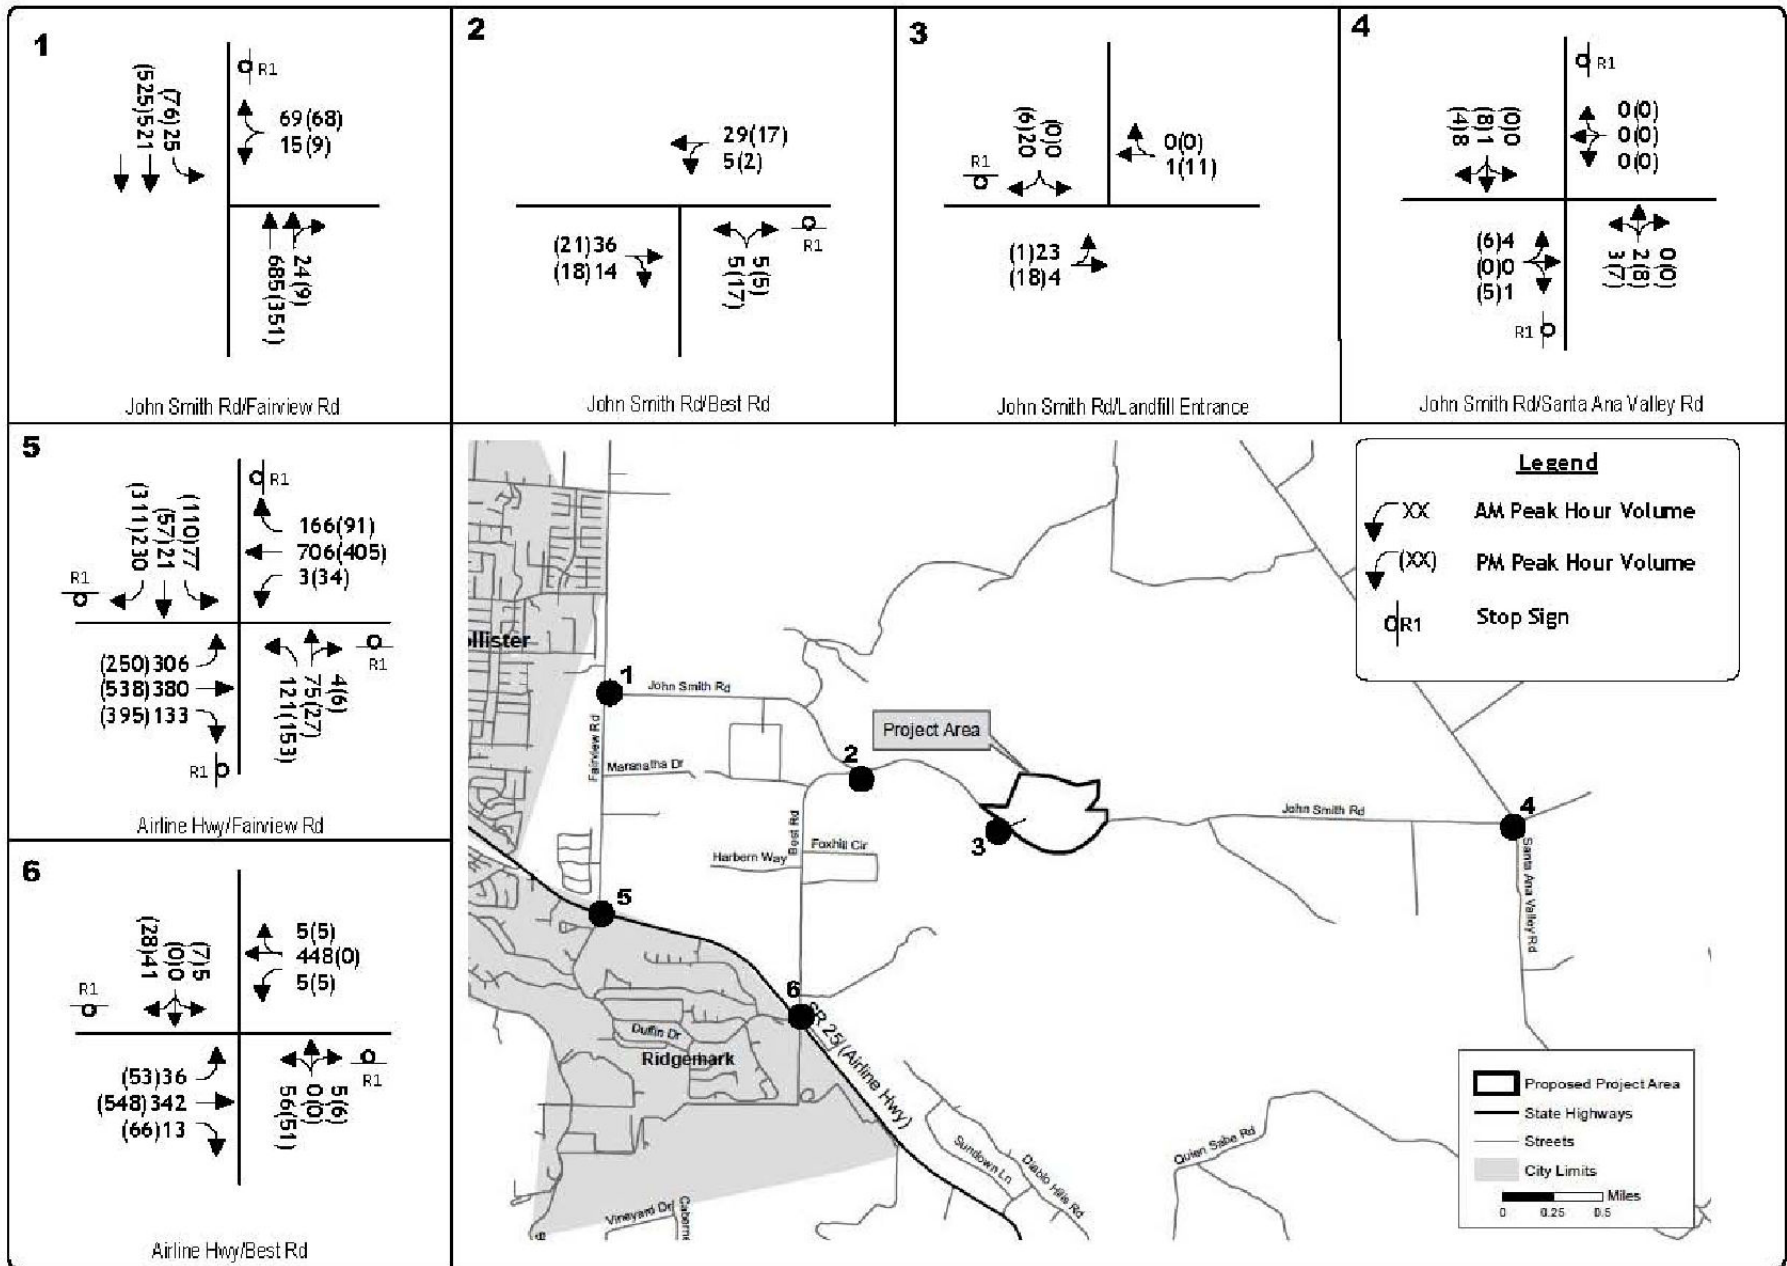 1
R1
(525)521
(76)25
69(68)
15(9)
685(351)
24(9)
John Smith Rd/Fairview Rd
2
29(17)
5(2)
(21)36
(18)14
5(17)
5(5)
R1
John Smith Rd/Best Rd
3
(6)20
(0)0
R1
0(0)
1(11)
(1)23
(18)4
John Smith Rd/Landfill Entrance
4
R1
(4)8
(8)1
(0)0
0(0)
0(0)
0(0)
(6)4
(0)0
(5)1
3(7)
2(8)
0(0)
R1
John Smith Rd/Santa Ana Valley Rd
5
R1
(311)230
(57)21
(110)77
166(91)
706(405)
3(34)
R1
(250)306
(538)380
(395)133
121(153)
75(27)
4(6)
R1
R1
Airline Hwy/Fairview Rd
6
(28)41
(0)0
(7)5
5(5)
448(0)
5(5)
R1
(53)36
(548)342
(66)13
56(51)
0(0)
5(6)
R1
Airline Hwy/Best Rd
Legend
XX AM Peak Hour Volume
(XX) PM Peak Hour Volume
R1 Stop Sign
ollister
1
John Smith Rd
Fairview Rd
Maranatha Dr
2
Project Area
Best Rd
Harbern Way
Foxhill Cir
3
John Smith Rd
4
Santa Ana Valley Rd
5
6
SR 25/(Airline Hwy)
Duffin Dr
Ridgemark
Sundown Ln
Diablo Hills Rd
Quien Sabe Rd
Vineyard Dr
Caberne
Proposed Project Area
State Highways
Streets
City Limits
Miles
0 0.25 0.5